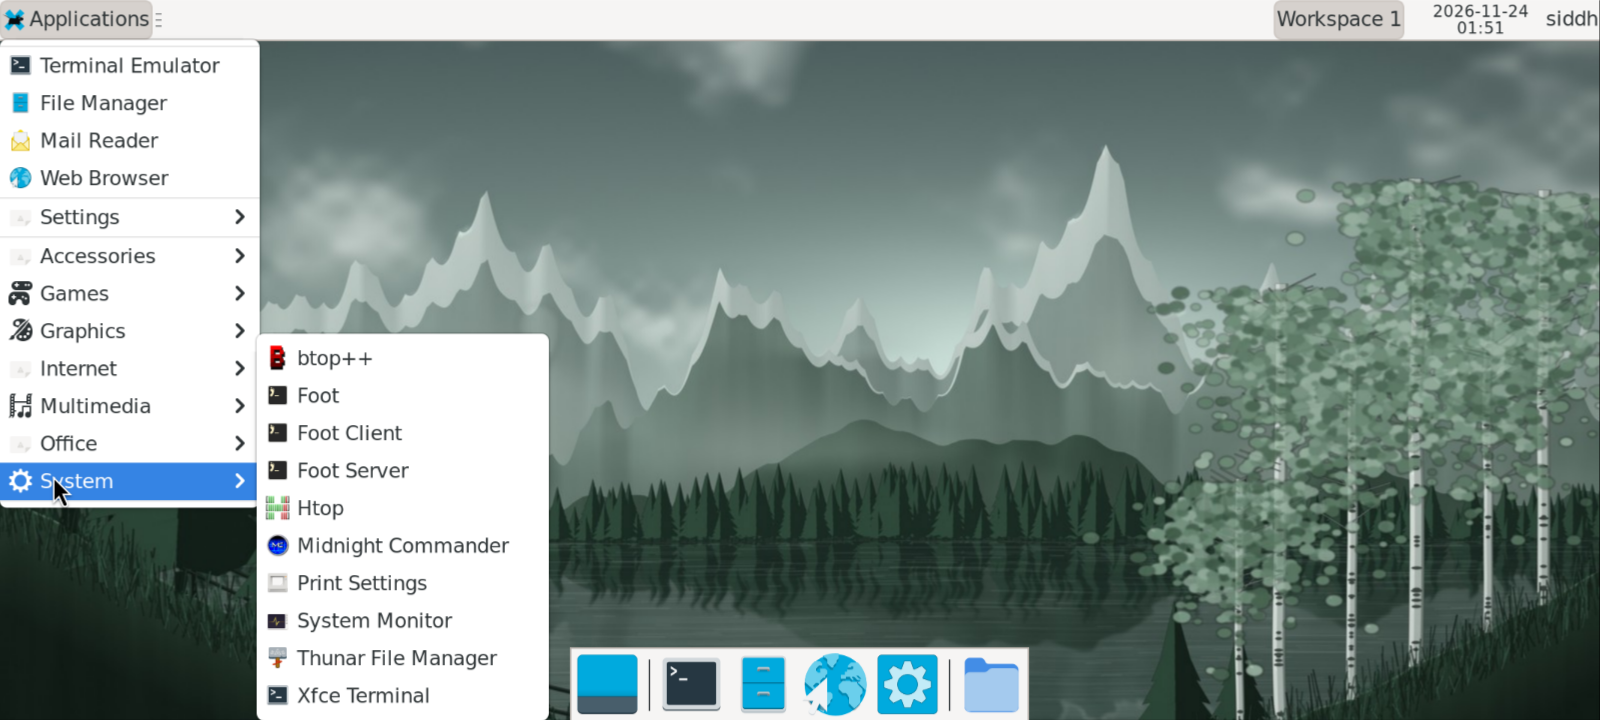 Applications
Workspace 1
2026-11-24
01:51
siddh
Terminal Emulator
File Manager
Mail Reader
Web Browser
Settings
Accessories
Games
Graphics
Internet
Multimedia
Office
System
btop++
Foot
Foot Client
Foot Server
Htop
Midnight Commander
Print Settings
System Monitor
Thunar File Manager
Xfce Terminal